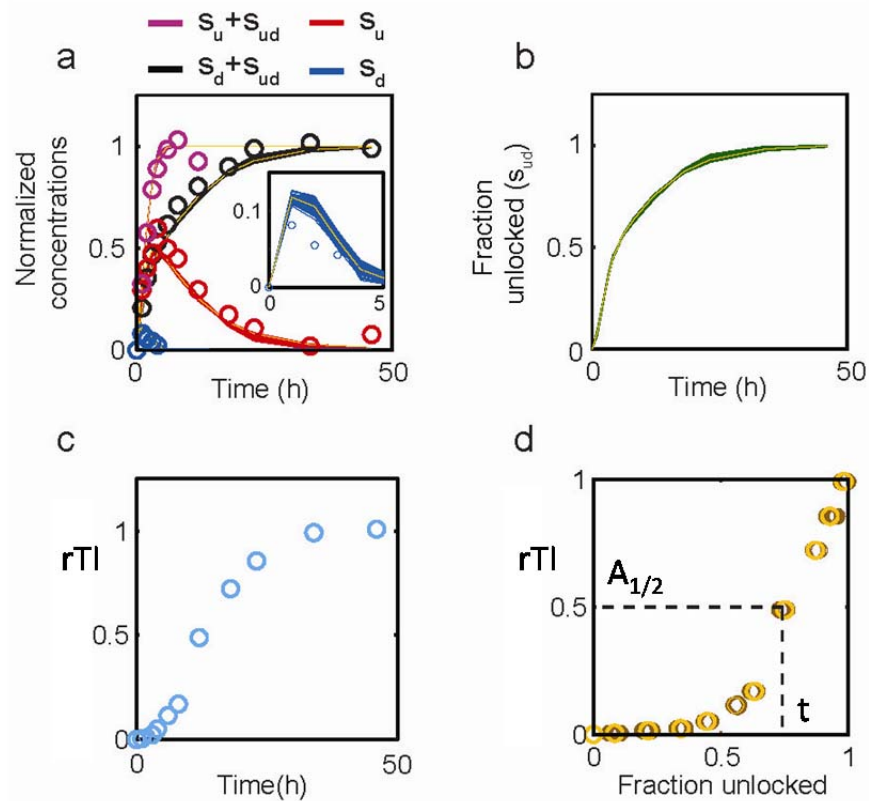 S_u+S_ud S_u
S_d+S_ud S_d
a
Normalized
concentrations
1
0.5
0
0 50
Time (h)
0.1
0
0 5
b
Fraction
unlocked (s_ud)
1
0.5
0
0 50
Time (h)
c
rTI
1
0.5
0
0 50
Time(h)
d
rTI
1
0.5
0
A_1/2
t
0 0.5 1
Fraction unlocked